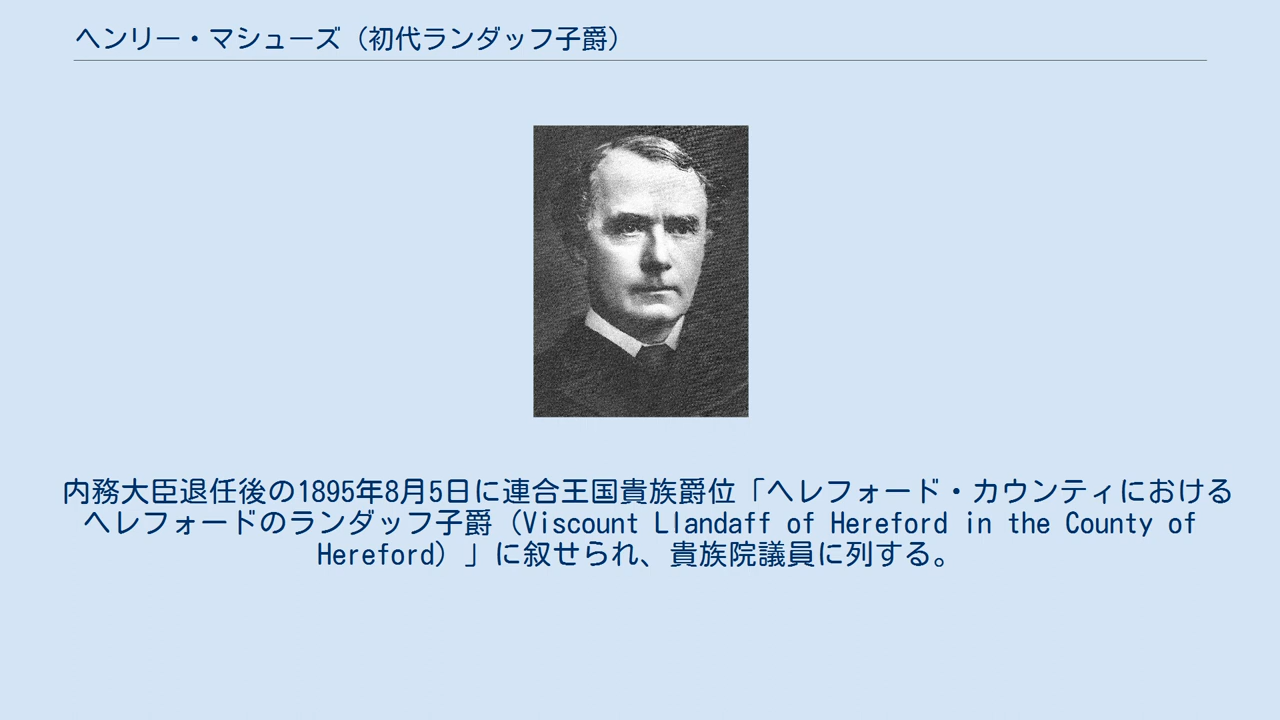 ヘンリー・マシューズ（初代ランダッフ子爵）
内務大臣退任後の1895年8月5日に連合王国貴族爵位「ヘレフォード・カウンティにおける
ヘレフォードのランダッフ子爵（Viscount Llandaff of Hereford in the County of
Hereford）」に叙せられ、貴族院議員に列する。